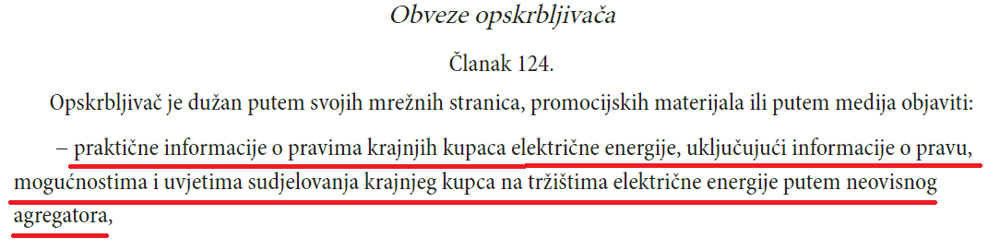 Obveze opskrbljivača
Članak 124.
Opskrbljivač je dužan putem svojih mrežnih stranica, promocijskih materijala ili putem medija objaviti:
– praktične informacije o pravima krajnjih kupaca električne energije, uključujući informacije o pravu,
mogućnostima i uvjetima sudjelovanja krajnjeg kupca na tržištima električne energije putem neovisnog
agregatora,